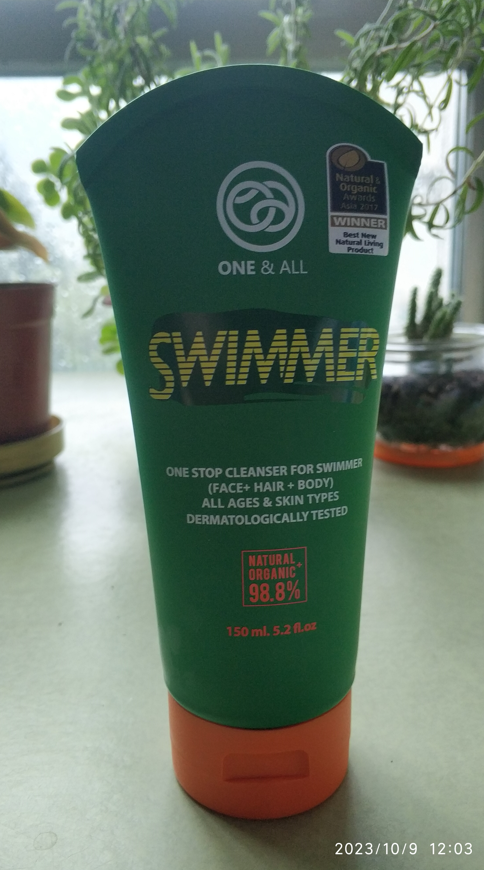 Natural &
Organic
Awards
Asia 2017
WINNER
Best New
Natural Living
Product
ONE & ALL
SWIMMER
ONE STOP CLEANSER FOR SWIMMER
(FACE+ HAIR + BODY)
ALL AGES & SKIN TYPES
DERMATOLOGICALLY TESTED
NATURAL+
ORGANIC
98.8%
150 ml. 5.2 fl.oz
2023/10/9 12:03